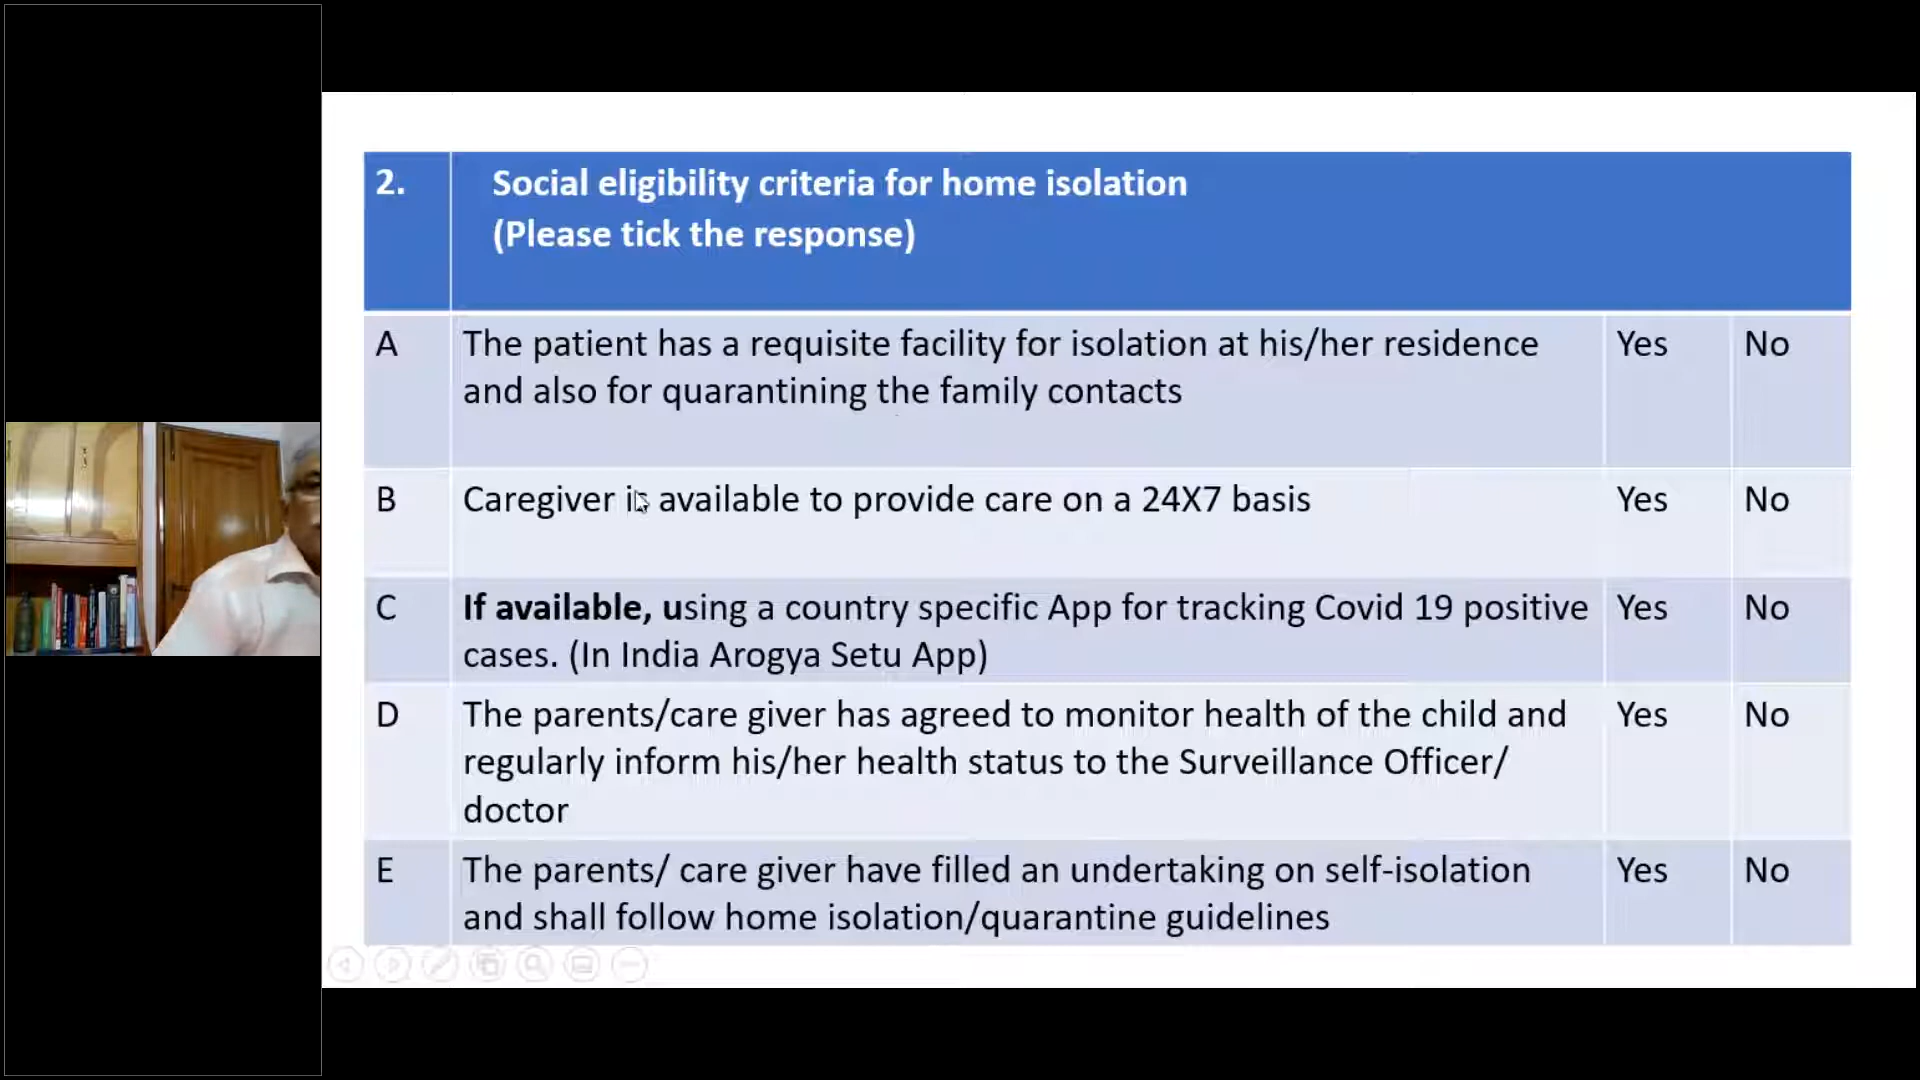 2.
Social eligibility criteria for home isolation
(Please tick the response)
A
The patient has a requisite facility for isolation at his/her residence
and also for quarantining the family contacts
Yes
No
B
Caregiver is available to provide care on a 24X7 basis
Yes
No
C
If available, using a country specific App for tracking Covid 19 positive
cases. (In India Arogya Setu App)
Yes
No
D
The parents/care giver has agreed to monitor health of the child and
regularly inform his/her health status to the Surveillance Officer/
doctor
Yes
No
E
The parents/ care giver have filled an undertaking on self-isolation
and shall follow home isolation/quarantine guidelines
Yes
No